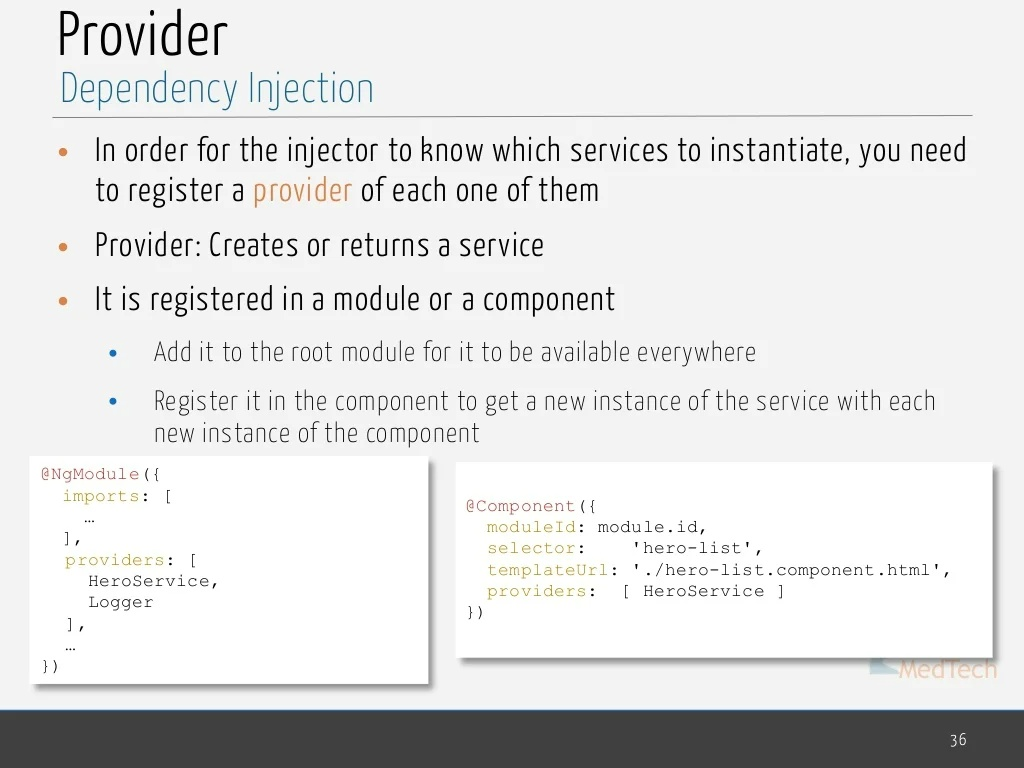 Provider
Dependency Injection
• In order for the injector to know which services to instantiate, you need
to register a provider of each one of them
• Provider: Creates or returns a service
• It is registered in a module or a component
• Add it to the root module for it to be available everywhere
• Register it in the component to get a new instance of the service with each
new instance of the component
@NgModule({
  imports: [
    …
  ],
  providers: [
    HeroService,
    Logger
  ],
  …
})
@Component({
  moduleId: module.id,
  selector:    'hero-list',
  templateUrl: './hero-list.component.html',
  providers:  [ HeroService ]
})
MedTech
36